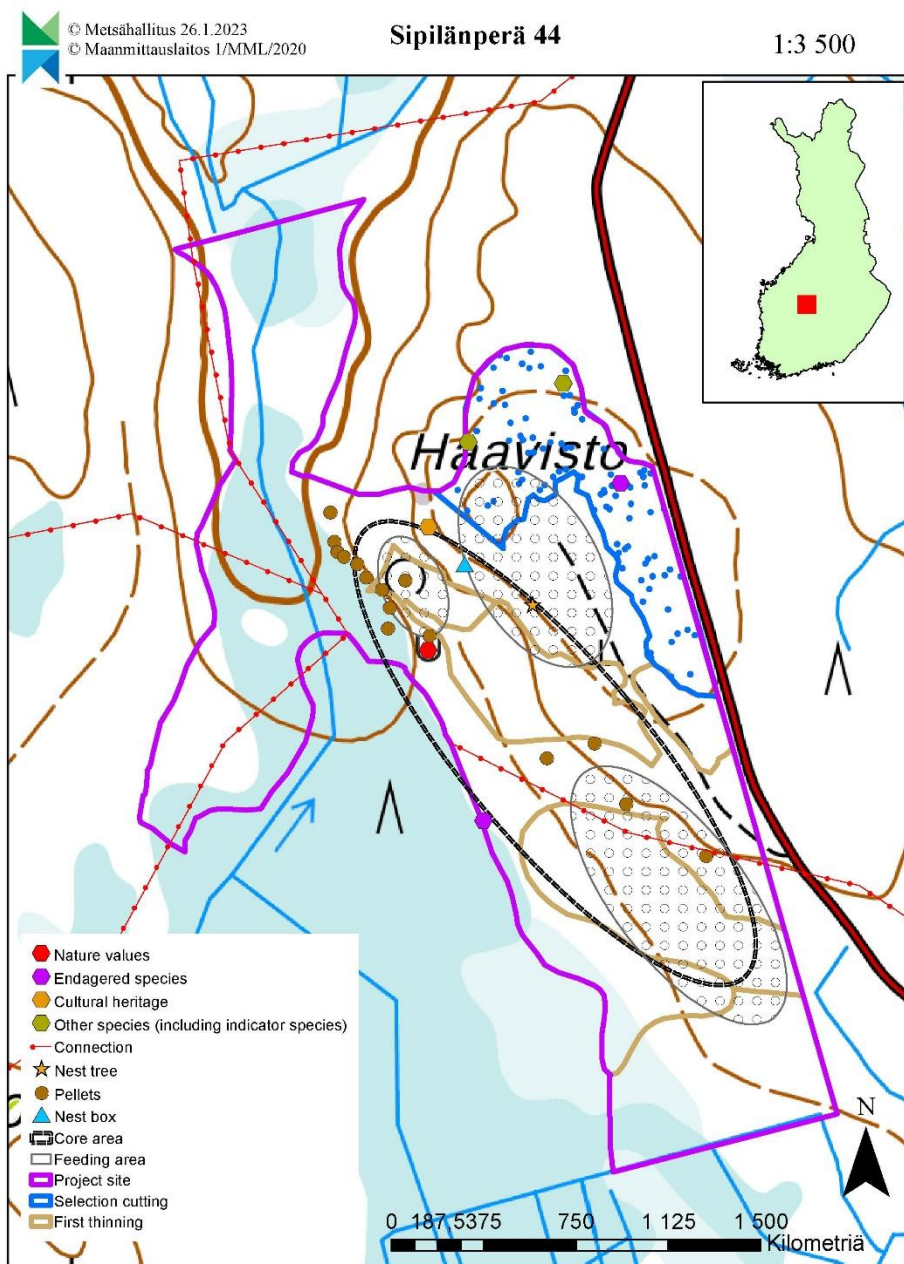 © Metsähallitus 26.1.2023
© Maanmittauslaitos 1/MML/2020
Sipilänperä 44
1:3 500
Haavisto
Nature values
Endagered species
Cultural heritage
Other species (including indicator species)
Connection
Nest tree
Pellets
Nest box
Core area
Feeding area
Project site
Selection cutting
First thinning
N
0 187,5375 750 1 125 1 500
Kilometriä